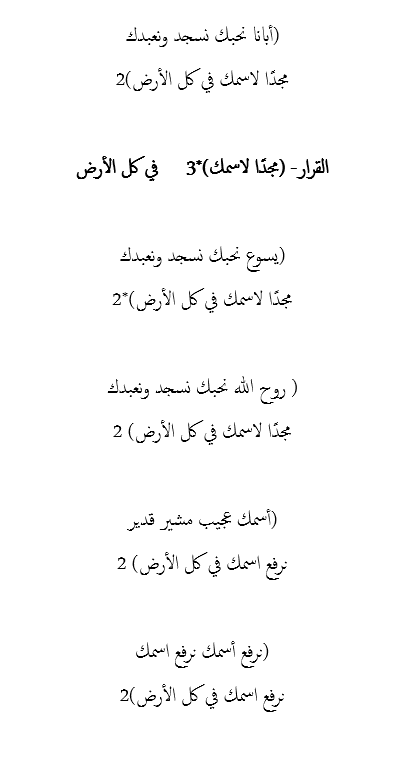 (أبانا نحبك نسجد ونعبدك
مجدًا لاسمك في كل الأرض)2
القرار- (مجدًا لاسمك)*3 في كل الأرض
(يسوع نحبك نسجد ونعبدك
مجدًا لاسمك في كل الأرض)*2
( روح الله نحبك نسجد ونعبدك
مجدًا لاسمك في كل الأرض) 2
(أسمك عجيب مشير قدير
نرفع اسمك في كل الأرض) 2
(نرفع أسمك نرفع اسمك
نرفع اسمك في كل الأرض)2